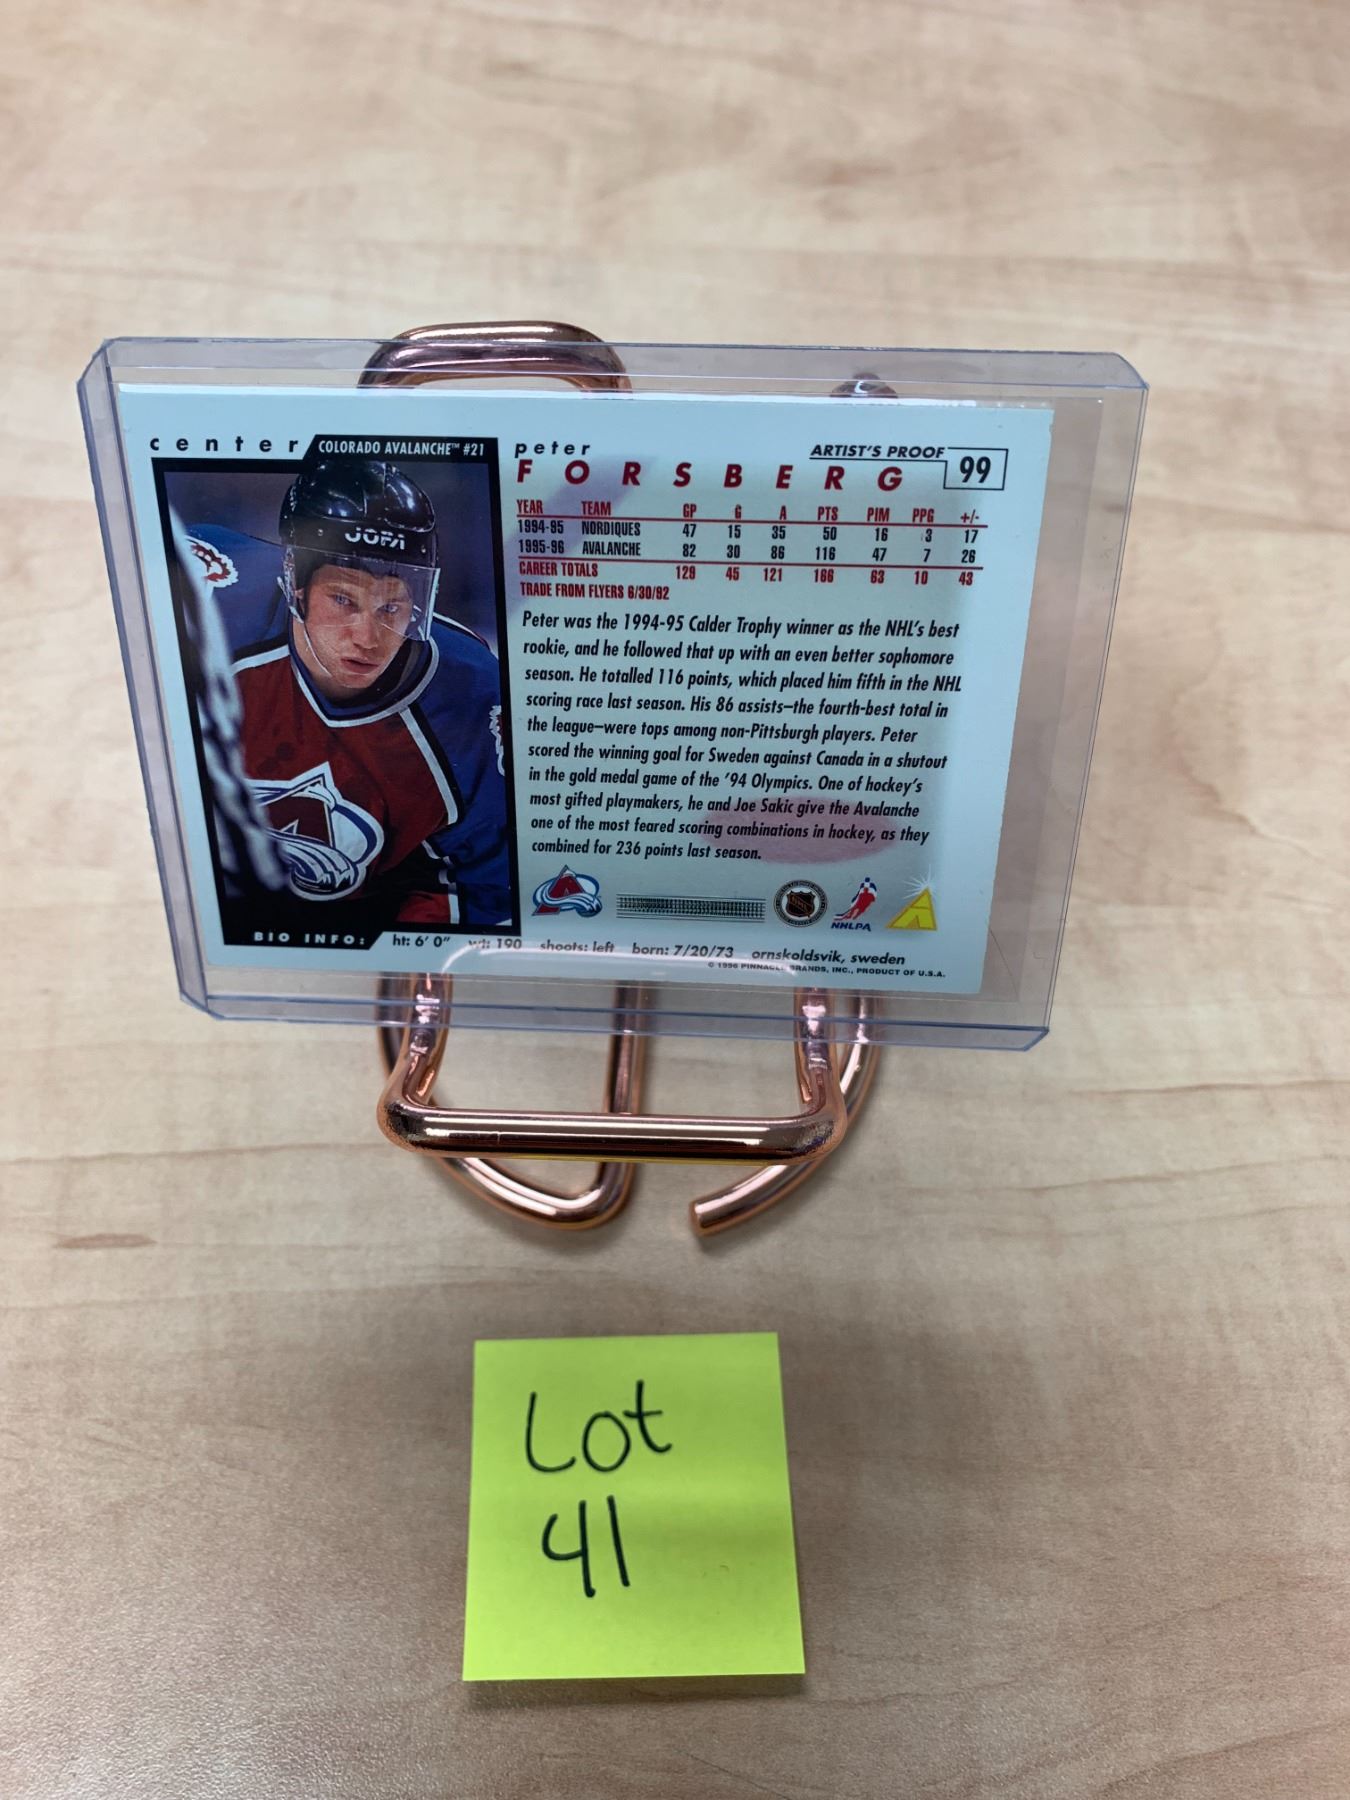 center COLORADO AVALANCHE™ #21
JOFA
peter
FORSBERG
ARTIST'S PROOF
99
YEAR TEAM GP G A PTS PIM PPG +/-
1994-95 NORDIQUES 47 15 35 50 16 3 17
1995-96 AVALANCHE 82 30 86 116 47 7 26
CAREER TOTALS 129 45 121 166 63 10 43
TRADE FROM FLYERS 6/30/92
Peter was the 1994-95 Calder Trophy winner as the NHL's best
rookie, and he followed that up with an even better sophomore
season. He totalled 116 points, which placed him fifth in the NHL
scoring race last season. His 86 assists—the fourth-best total in
the league—were tops among non-Pittsburgh players. Peter
scored the winning goal for Sweden against Canada in a shutout
in the gold medal game of the '94 Olympics. One of hockey's
most gifted playmakers, he and Joe Sakic give the Avalanche
one of the most feared scoring combinations in hockey, as they
combined for 236 points last season.
NHLPA
BIO INFO: ht: 6' 0" wt: 190 shoots: left born: 7/20/73 ornskoldsvik, sweden
© 1996 PINNACLE BRANDS, INC., PRODUCT OF U.S.A.
Lot
41